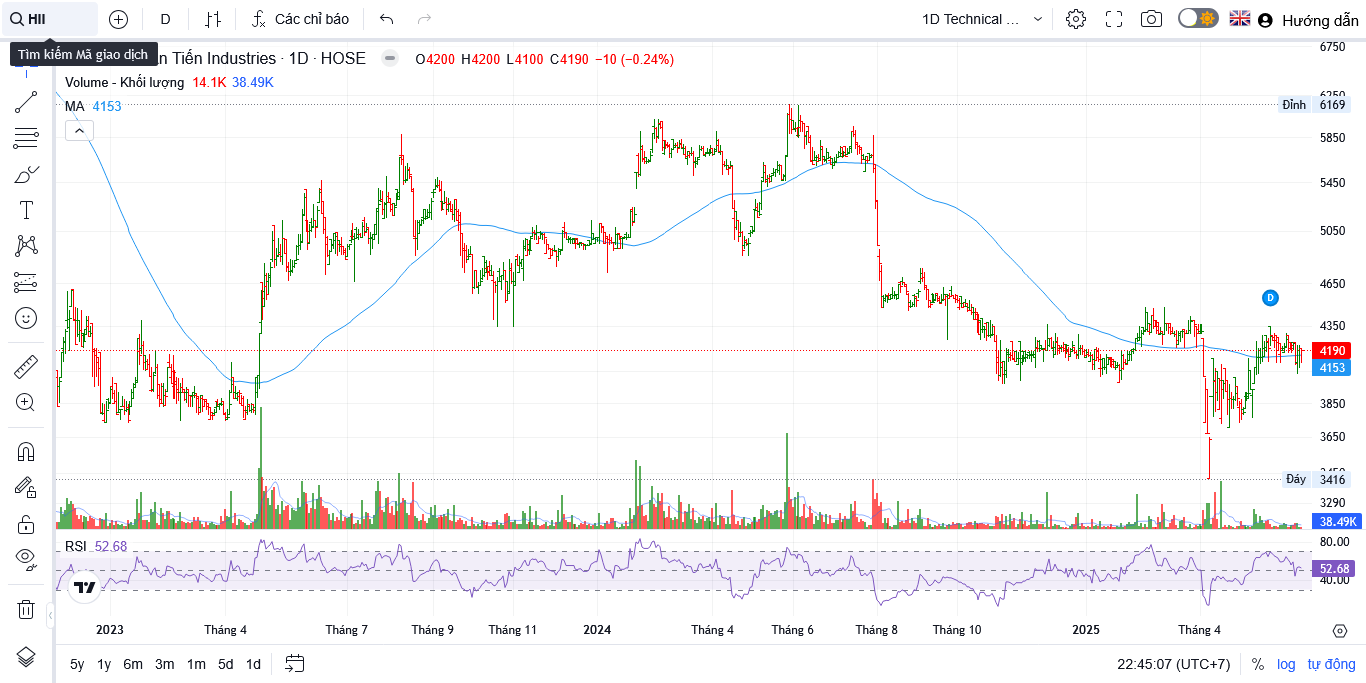 HII
D
Các chỉ báo
1D Technical ...
Hướng dẫn
Tìm kiếm Mã giao dịch
Tiến Industries · 1D · HOSE O4200 H4200 L4100 C4190 −10 (−0.24%)
Volume - Khối lượng 14.1K 38.49K
MA 4153
6750
6250
Đỉnh 6169
5850
5450
5050
4650
4350
4190
4153
3850
3650
3450
Đáy 3416
3290
38.49K
D
RSI 52.68
80.00
52.68
40.00
2023 Tháng 4 Tháng 7 Tháng 9 Tháng 11 2024 Tháng 4 Tháng 6 Tháng 8 Tháng 10 2025 Tháng 4
5y 1y 6m 3m 1m 5d 1d
22:45:07 (UTC+7) % log tự động